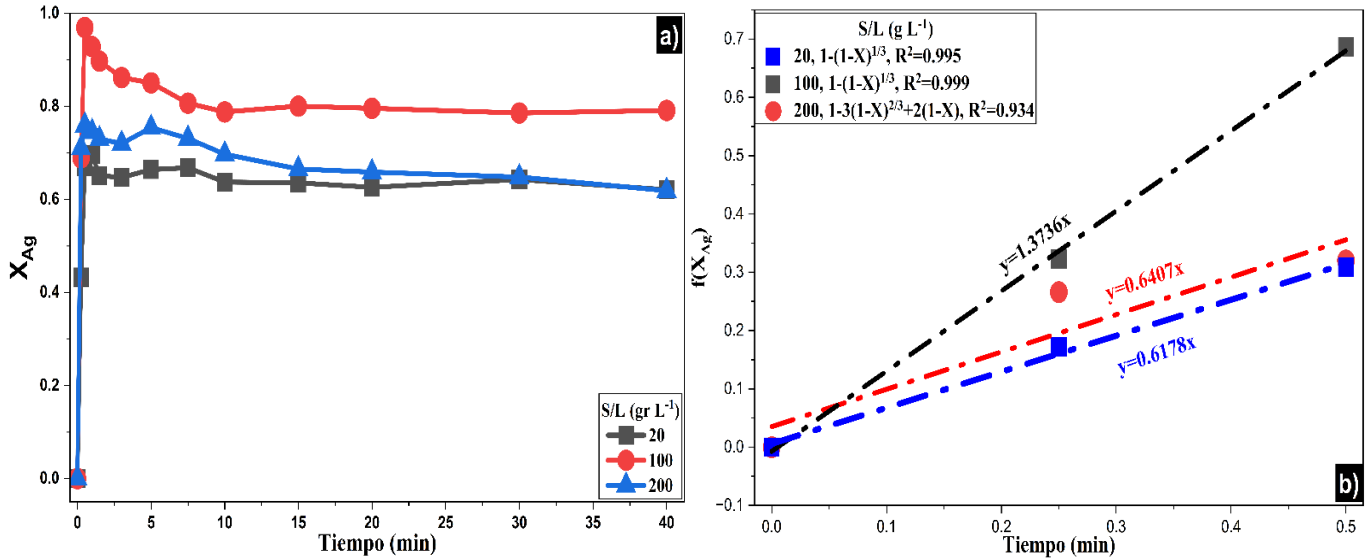 1.0
0.8
0.6
0.4
0.2
0.0
X_Ag
a)
S/L (gr L⁻¹)
20
100
200
0 5 10 15 20 25 30 35 40
Tiempo (min)
0.7
0.6
0.5
0.4
0.3
0.2
0.1
0.0
−0.1
f(X_Ag)
S/L (g L⁻¹)
20, 1-(1-X)^1/3, R²=0.995
100, 1-(1-X)^1/3, R²=0.999
200, 1-3(1-X)^2/3+2(1-X), R²=0.934
y=1.3736x
y=0.6407x
y=0.6178x
b)
0.0 0.1 0.2 0.3 0.4 0.5
Tiempo (min)